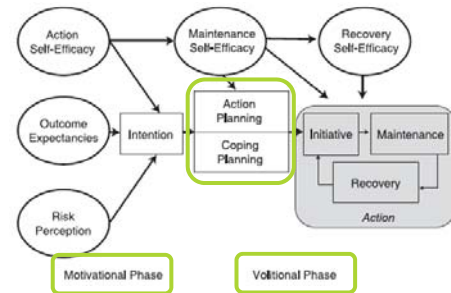 Action
Self-Efficacy
Maintenance
Self-Efficacy
Recovery
Self-Efficacy
Outcome
Expectancies
Intention
Action
Planning
Coping
Planning
Initiative
Maintenance
Recovery
Action
Risk
Perception
Motivational Phase
Volitional Phase